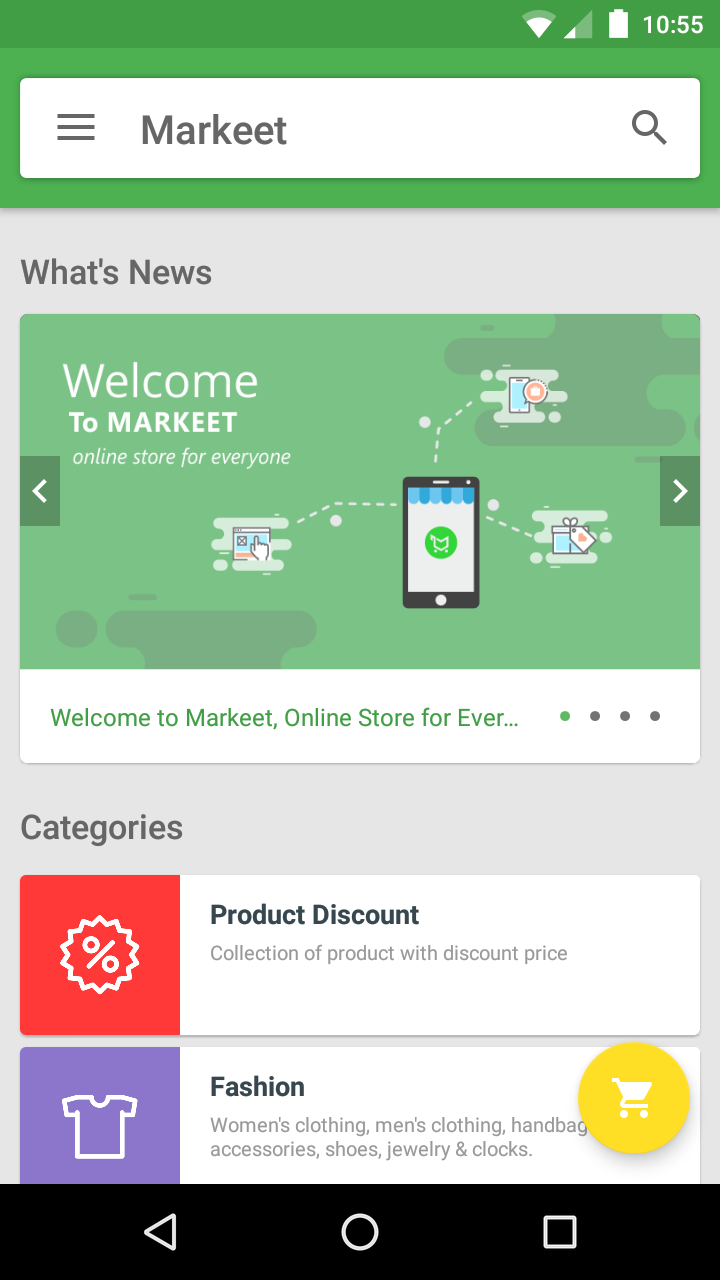 10:55
Markeet
What's News
Welcome
To MARKEET
online store for everyone
Welcome to Markeet, Online Store for Ever...
Categories
Product Discount
Collection of product with discount price
Fashion
Women's clothing, men's clothing, handbag
accessories, shoes, jewelry & clocks.